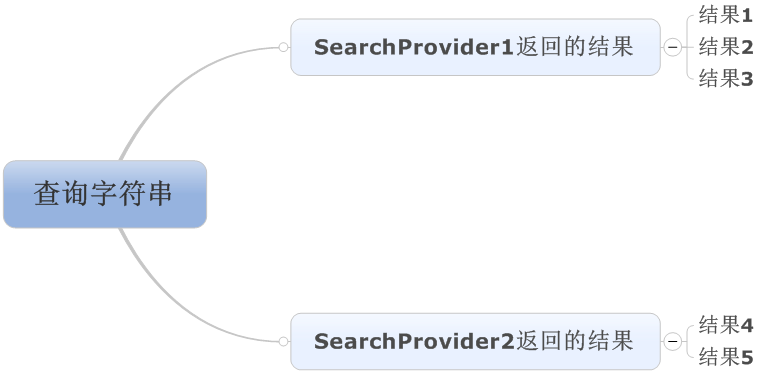 SearchProvider1返回的结果
结果1
结果2
结果3
查询字符串
SearchProvider2返回的结果
结果4
结果5